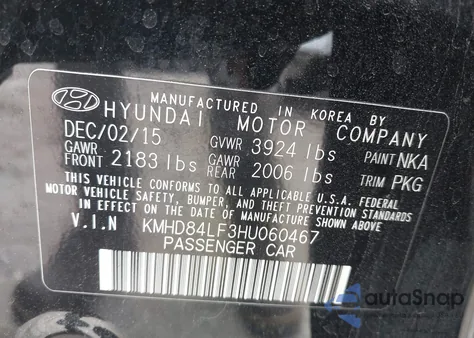 MANUFACTURED IN KOREA BY
HYUNDAI MOTOR COMPANY
DEC/02/15 GVWR 3924 lbs PAINT NKA
GAWR FRONT 2183 lbs GAWR REAR 2006 lbs TRIM PKG
THIS VEHICLE CONFORMS TO ALL APPLICABLE U.S.A. FEDERAL
MOTOR VEHICLE SAFETY, BUMPER, AND THEFT PREVENTION STANDARDS
IN EFFECT ON THE DATE OF MANUFACTURE SHOWN ABOVE.
V.I.N KMHD84LF3HU060467
PASSENGER CAR
autoSnap